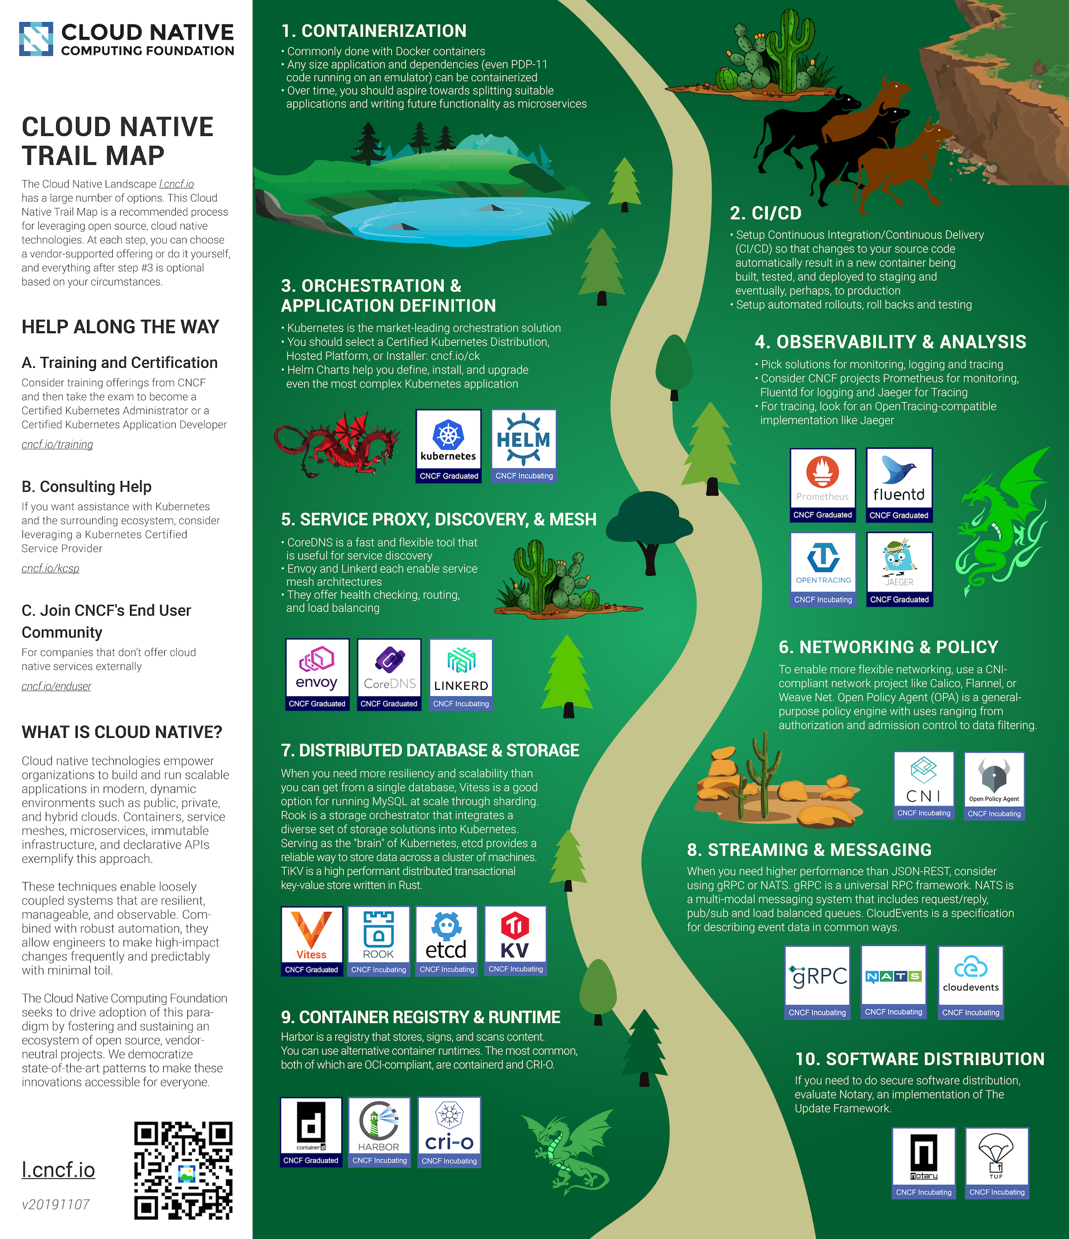 CLOUD NATIVE
COMPUTING FOUNDATION
CLOUD NATIVE
TRAIL MAP
The Cloud Native Landscape l.cncf.io
has a large number of options. This Cloud
Native Trail Map is a recommended process
for leveraging open source, cloud native
technologies. At each step, you can choose
a vendor-supported offering or do it yourself,
and everything after step #3 is optional
based on your circumstances.
HELP ALONG THE WAY
A. Training and Certification
Consider training offerings from CNCF
and then take the exam to become a
Certified Kubernetes Administrator or a
Certified Kubernetes Application Developer
cncf.io/training
B. Consulting Help
If you want assistance with Kubernetes
and the surrounding ecosystem, consider
leveraging a Kubernetes Certified
Service Provider
cncf.io/kcsp
C. Join CNCF's End User
Community
For companies that don't offer cloud
native services externally
cncf.io/enduser
WHAT IS CLOUD NATIVE?
Cloud native technologies empower
organizations to build and run scalable
applications in modern, dynamic
environments such as public, private,
and hybrid clouds. Containers, service
meshes, microservices, immutable
infrastructure, and declarative APIs
exemplify this approach.
These techniques enable loosely
coupled systems that are resilient,
manageable, and observable. Com-
bined with robust automation, they
allow engineers to make high-impact
changes frequently and predictably
with minimal toil.
The Cloud Native Computing Foundation
seeks to drive adoption of this para-
digm by fostering and sustaining an
ecosystem of open source, vendor-
neutral projects. We democratize
state-of-the-art patterns to make these
innovations accessible for everyone.
l.cncf.io
v20191107
1. CONTAINERIZATION
• Commonly done with Docker containers
• Any size application and dependencies (even PDP-11
code running on an emulator) can be containerized
• Over time, you should aspire towards splitting suitable
applications and writing future functionality as microservices
2. CI/CD
• Setup Continuous Integration/Continuous Delivery
(CI/CD) so that changes to your source code
automatically result in a new container being
built, tested, and deployed to staging and
eventually, perhaps, to production
• Setup automated rollouts, roll backs and testing
3. ORCHESTRATION &
APPLICATION DEFINITION
• Kubernetes is the market-leading orchestration solution
• You should select a Certified Kubernetes Distribution,
Hosted Platform, or Installer: cncf.io/ck
• Helm Charts help you define, install, and upgrade
even the most complex Kubernetes application
kubernetes
CNCF Graduated
HELM
CNCF Incubating
4. OBSERVABILITY & ANALYSIS
• Pick solutions for monitoring, logging and tracing
• Consider CNCF projects Prometheus for monitoring,
Fluentd for logging and Jaeger for Tracing
• For tracing, look for an OpenTracing-compatible
implementation like Jaeger
Prometheus
CNCF Graduated
fluentd
CNCF Graduated
OPENTRACING
CNCF Incubating
JAEGER
CNCF Graduated
5. SERVICE PROXY, DISCOVERY, & MESH
• CoreDNS is a fast and flexible tool that
is useful for service discovery
• Envoy and Linkerd each enable service
mesh architectures
• They offer health checking, routing,
and load balancing
envoy
CNCF Graduated
CoreDNS
CNCF Graduated
LINKERD
CNCF Incubating
6. NETWORKING & POLICY
To enable more flexible networking, use a CNI-
compliant network project like Calico, Flannel, or
Weave Net. Open Policy Agent (OPA) is a general-
purpose policy engine with uses ranging from
authorization and admission control to data filtering.
CNI
CNCF Incubating
Open Policy Agent
CNCF Incubating
7. DISTRIBUTED DATABASE & STORAGE
When you need more resiliency and scalability than
you can get from a single database, Vitess is a good
option for running MySQL at scale through sharding.
Rook is a storage orchestrator that integrates a
diverse set of storage solutions into Kubernetes.
Serving as the "brain" of Kubernetes, etcd provides a
reliable way to store data across a cluster of machines.
TiKV is a high performant distributed transactional
key-value store written in Rust.
Vitess
CNCF Graduated
ROOK
CNCF Incubating
etcd
CNCF Incubating
TI
KV
CNCF Incubating
8. STREAMING & MESSAGING
When you need higher performance than JSON-REST, consider
using gRPC or NATS. gRPC is a universal RPC framework. NATS is
a multi-modal messaging system that includes request/reply,
pub/sub and load balanced queues. CloudEvents is a specification
for describing event data in common ways.
gRPC
CNCF Incubating
NATS
CNCF Incubating
cloudevents
CNCF Incubating
9. CONTAINER REGISTRY & RUNTIME
Harbor is a registry that stores, signs, and scans content.
You can use alternative container runtimes. The most common,
both of which are OCI-compliant, are containerd and CRI-O.
d
containerd
CNCF Graduated
HARBOR
CNCF Incubating
cri-o
CNCF Incubating
10. SOFTWARE DISTRIBUTION
If you need to do secure software distribution,
evaluate Notary, an implementation of The
Update Framework.
n
notary
CNCF Incubating
TUF
CNCF Incubating